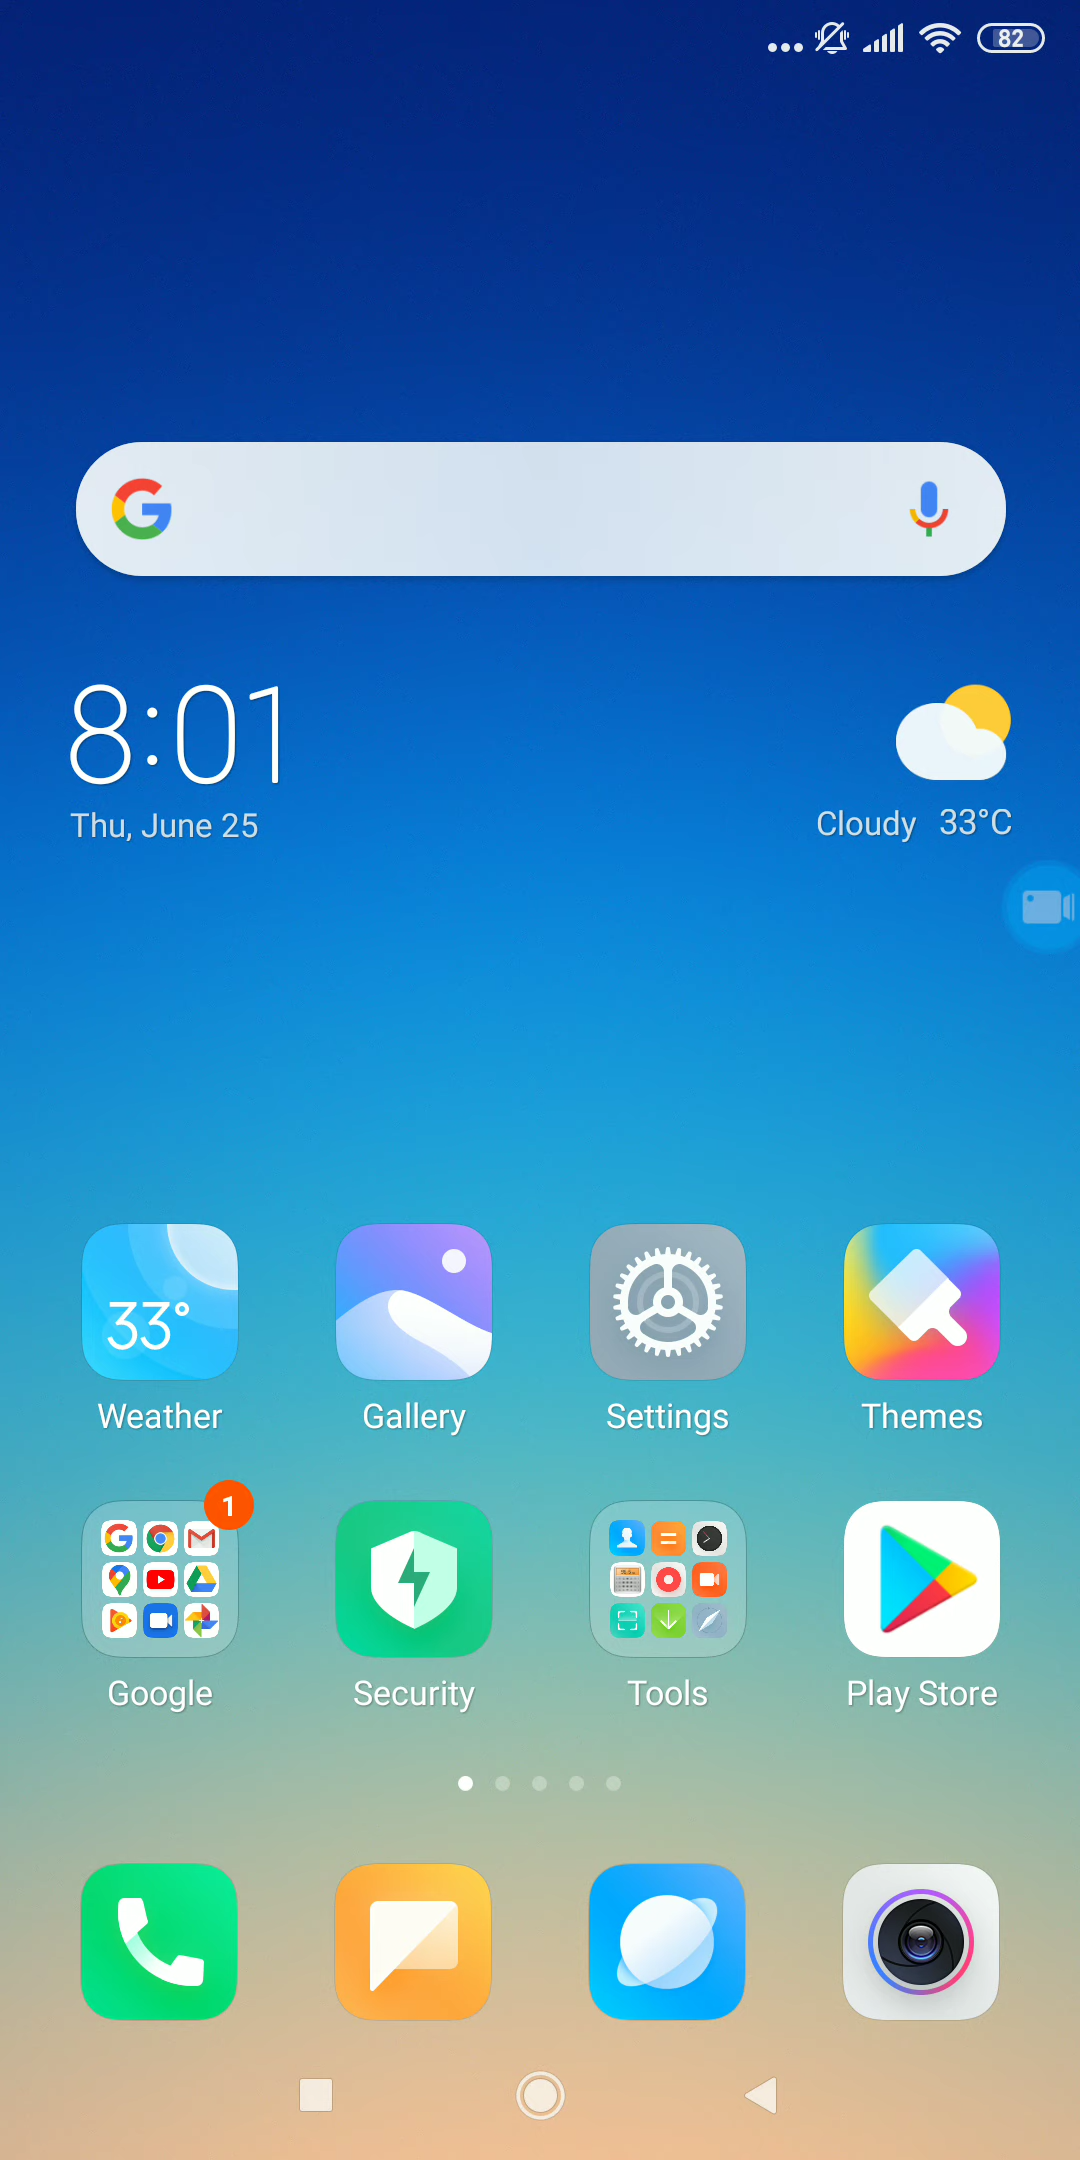 82
8:01
Thu, June 25
Cloudy 33°C
33°
Weather
Gallery
Settings
Themes
1
Google
Security
Tools
Play Store